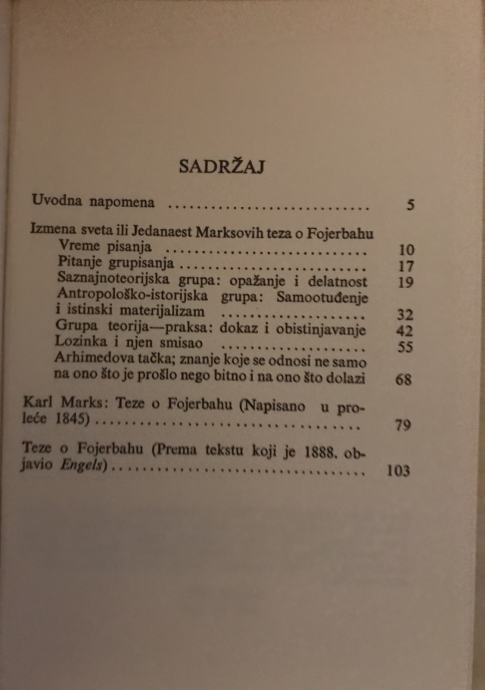 SADRŽAJ
Uvodna napomena .............................. 5
Izmena sveta ili Jedanaest Marksovih teza o Fojerbahu
Vreme pisanja .............................. 10
Pitanje grupisanja ............................ 17
Saznajnoteorijska grupa: opažanje i delatnost 19
Antropološko-istorijska grupa: Samootuđenje
i istinski materijalizam .................... 32
Grupa teorija—praksa: dokaz i obistinjavanje 42
Lozinka i njen smisao ...................... 55
Arhimedova tačka; znanje koje se odnosi ne samo
na ono što je prošlo nego bitno i na ono što dolazi 68
Karl Marks: Teze o Fojerbahu (Napisano u pro-
leće 1845) ........................................ 79
Teze o Fojerbahu (Prema tekstu koji je 1888. ob-
javio Engels) ..................................... 103